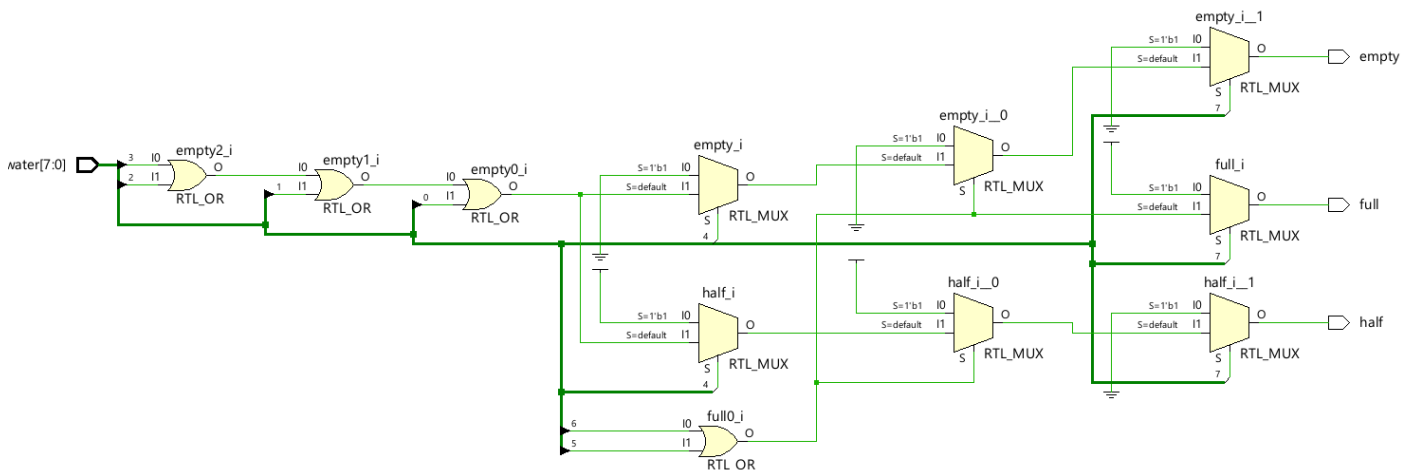 empty_i__1
S=1'b1 I0
O
empty
S=default I1
S RTL_MUX
7
empty_i__0
S=1'b1 I0
O
S=default I1
S RTL_MUX
water[7:0]
empty2_i
3 I0
O
2 I1
RTL_OR
empty1_i
I0
O
1 I1
RTL_OR
empty0_i
I0
O
0 I1
RTL_OR
empty_i
S=1'b1 I0
O
S=default I1
S RTL_MUX
4
full_i
S=1'b1 I0
O
full
S=default I1
S RTL_MUX
7
half_i
S=1'b1 I0
O
S=default I1
S RTL_MUX
4
half_i__0
S=1'b1 I0
O
S=default I1
S RTL_MUX
half_i__1
S=1'b1 I0
O
half
S=default I1
S RTL_MUX
7
full0_i
6 I0
O
5 I1
RTL_OR